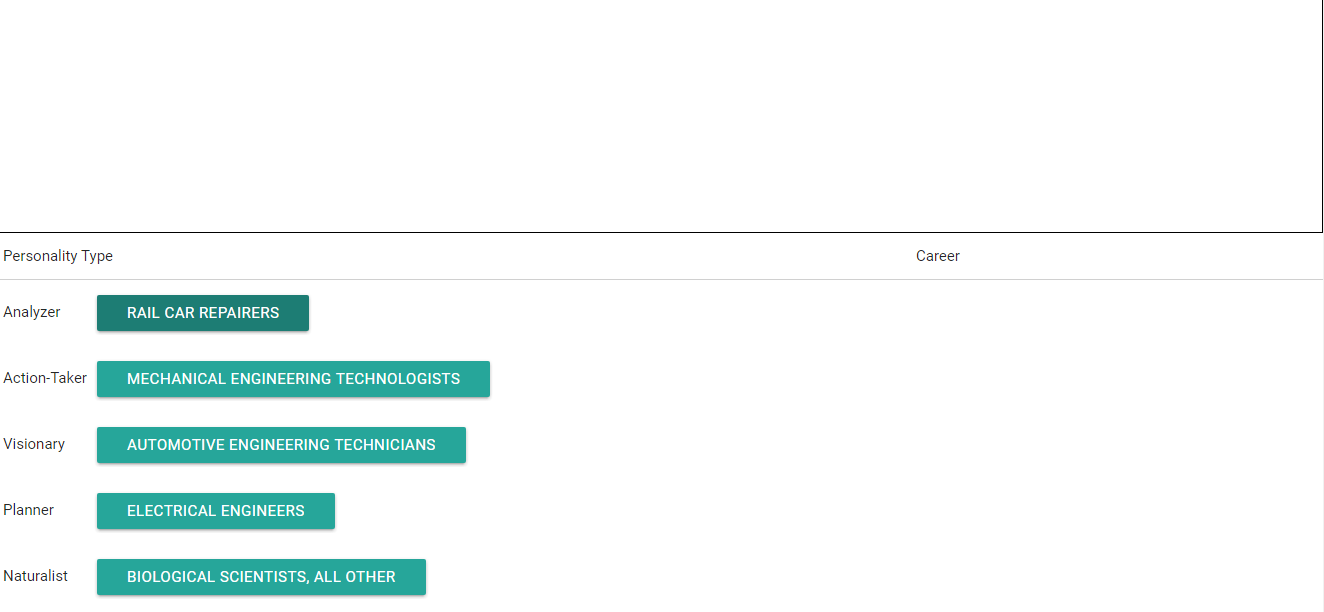 Personality Type Career
Analyzer RAIL CAR REPAIRERS
Action-Taker MECHANICAL ENGINEERING TECHNOLOGISTS
Visionary AUTOMOTIVE ENGINEERING TECHNICIANS
Planner ELECTRICAL ENGINEERS
Naturalist BIOLOGICAL SCIENTISTS, ALL OTHER